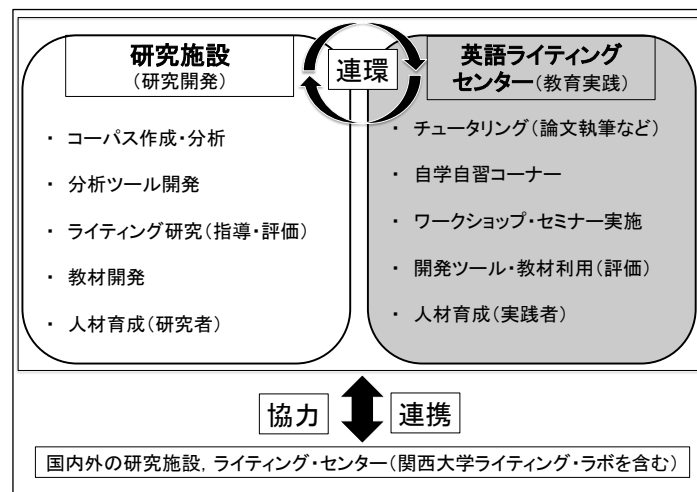 研究施設
(研究開発)
連環
英語ライティング
センター(教育実践)
・ コーパス作成・分析
・ 分析ツール開発
・ ライティング研究(指導・評価)
・ 教材開発
・ 人材育成(研究者)
・ チュータリング(論文執筆など)
・ 自学自習コーナー
・ ワークショップ・セミナー実施
・ 開発ツール・教材利用(評価)
・ 人材育成(実践者)
協力
連携
国内外の研究施設, ライティング・センター(関西大学ライティング・ラボを含む)